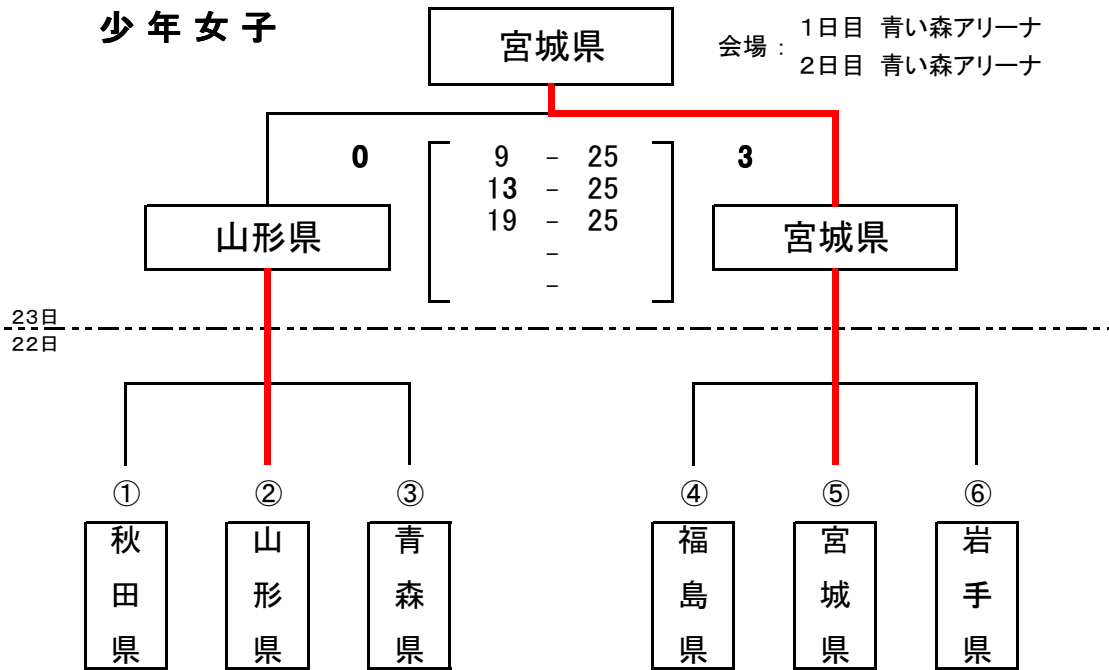 少年女子
宮城県
会場：
1日目 青い森アリーナ
2日目 青い森アリーナ
0
9 - 25
13 - 25
19 - 25
-
-
3
山形県
宮城県
23日
22日
① ② ③ ④ ⑤ ⑥
秋田県
山形県
青森県
福島県
宮城県
岩手県